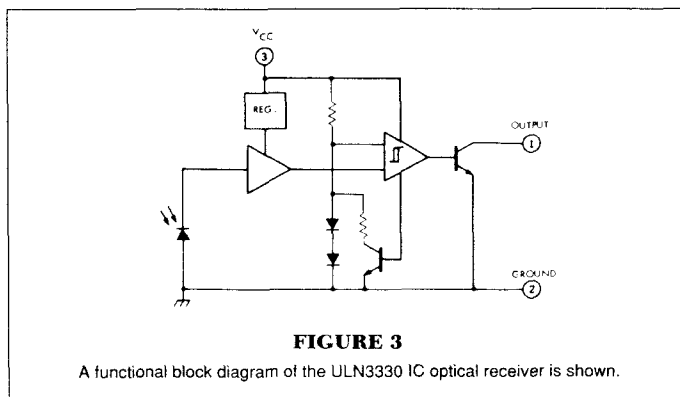 VCC
3
REG.
OUTPUT
1
GROUND
2
FIGURE 3
A functional block diagram of the ULN3330 IC optical receiver is shown.